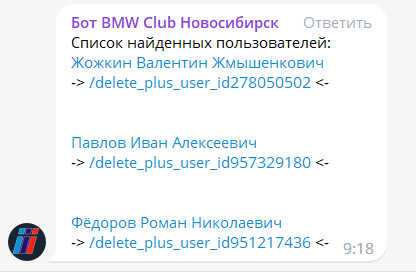 Бот BMW Club Новосибирск Ответить
Список найденных пользователей:
Жожкин Валентин Жмышенкович
-> /delete_plus_user_id278050502 <-
Павлов Иван Алексеевич
-> /delete_plus_user_id957329180 <-
Фёдоров Роман Николаевич
-> /delete_plus_user_id951217436 <-
9:18